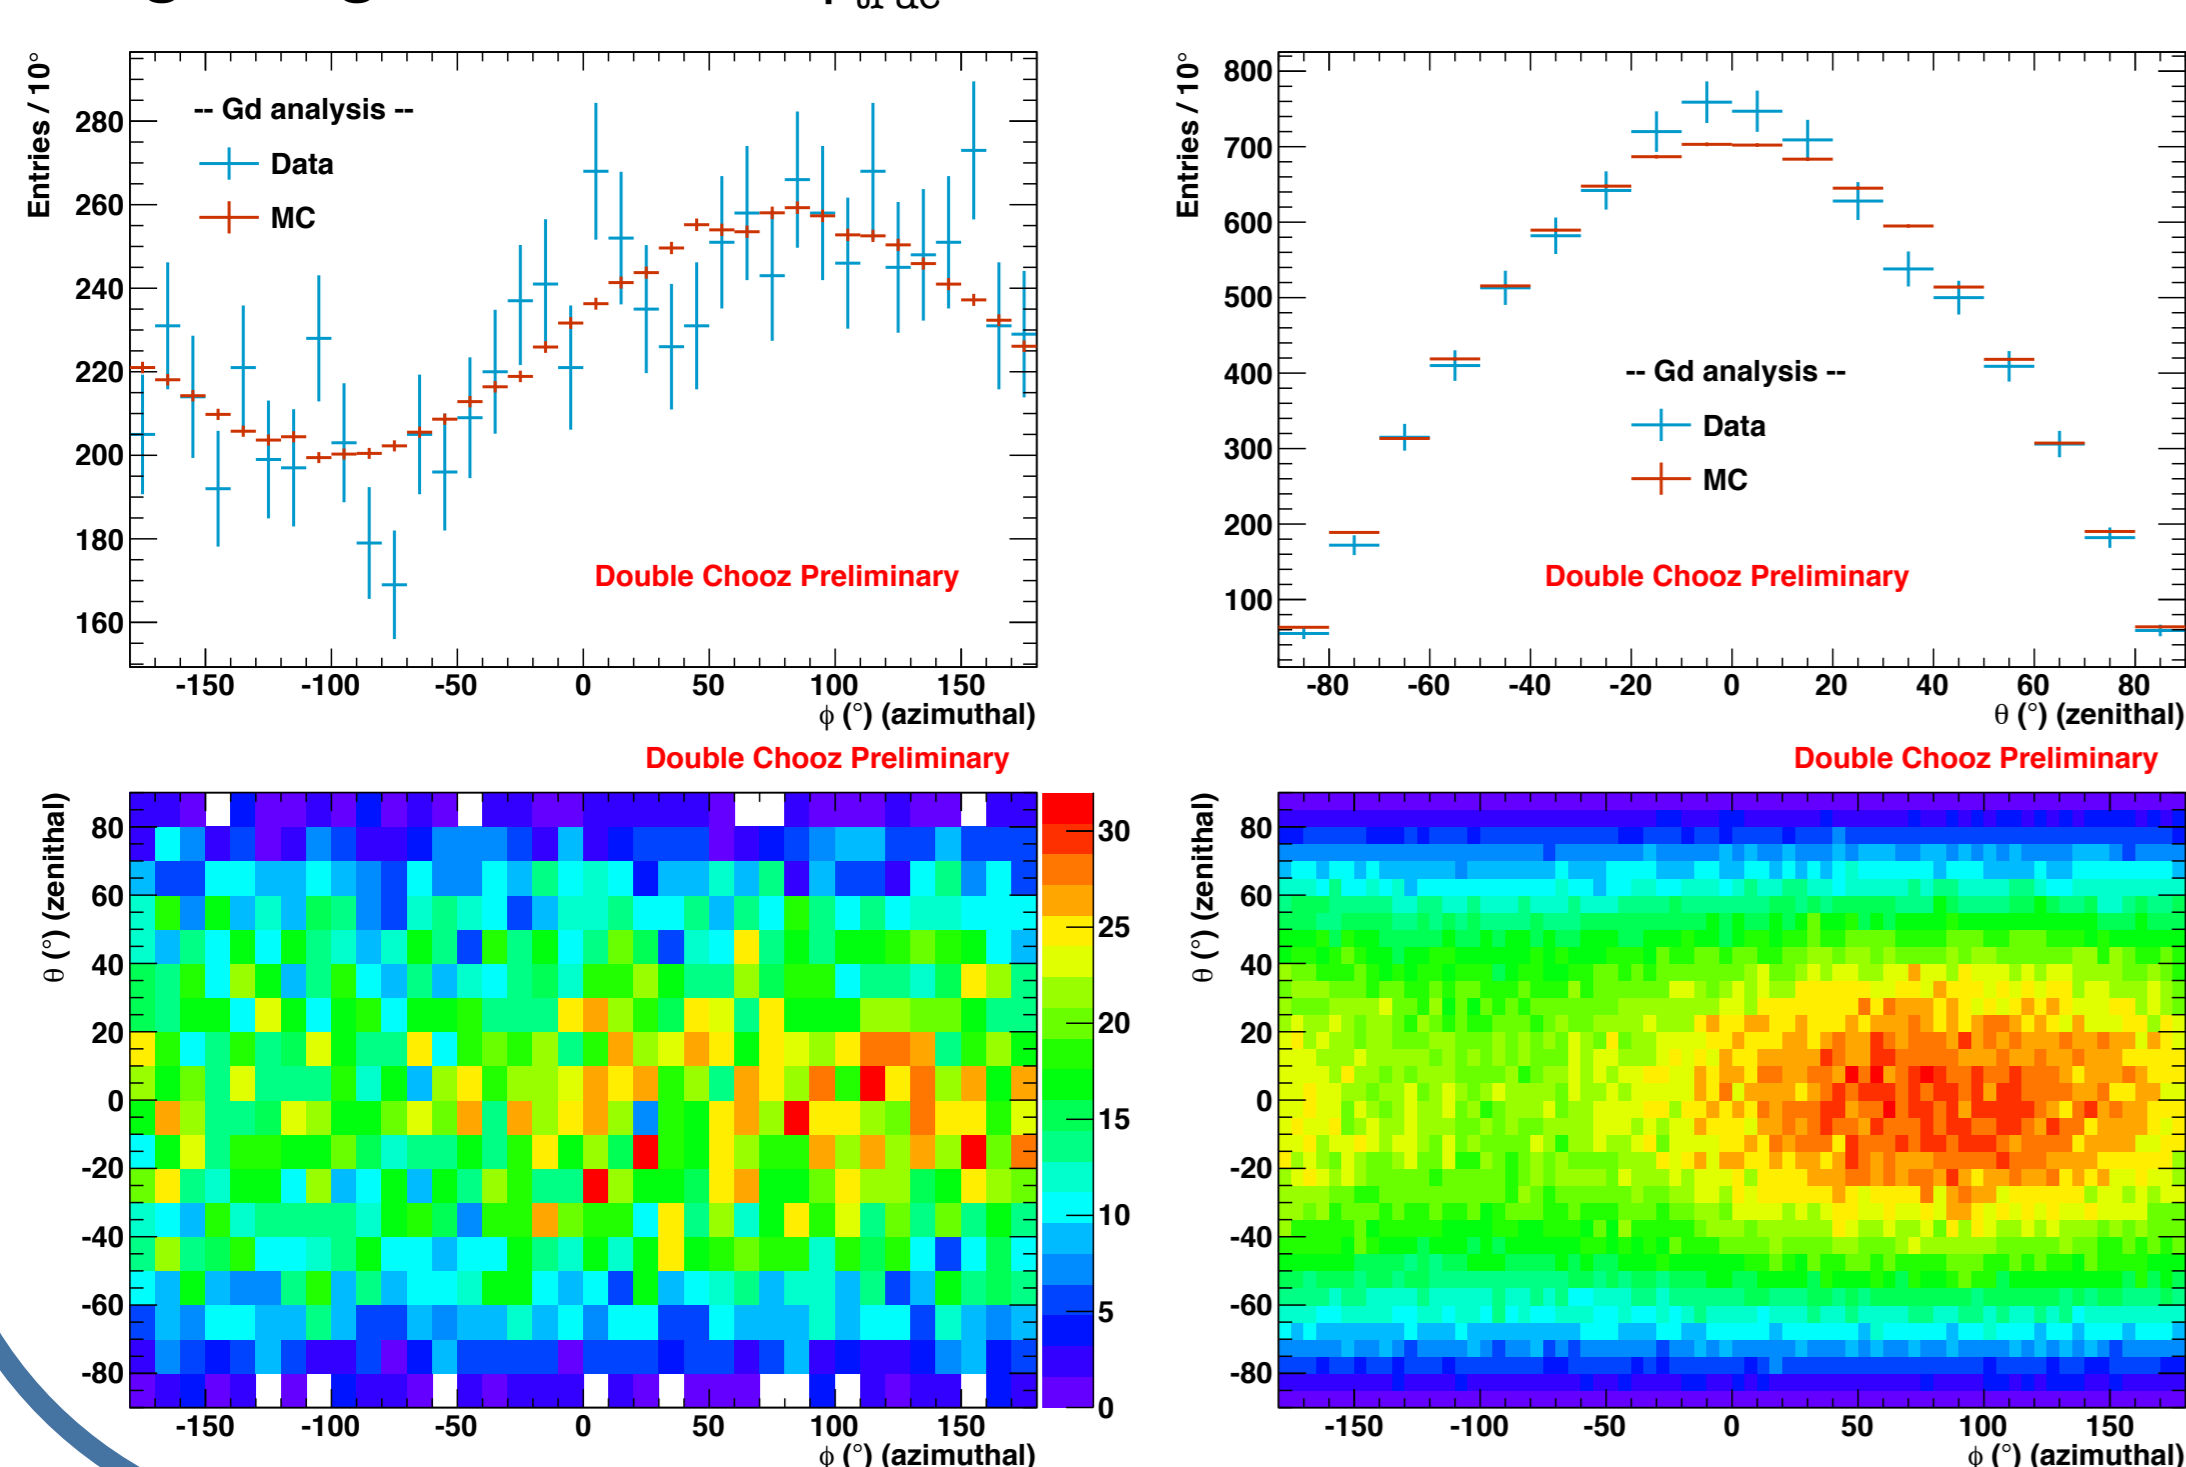 Entries / 10°
280
260
240
220
200
180
160
-- Gd analysis --
Data
MC
Double Chooz Preliminary
-150 -100 -50 0 50 100 150
ϕ (°) (azimuthal)
Entries / 10°
800
700
600
500
400
300
200
100
-- Gd analysis --
Data
MC
Double Chooz Preliminary
-80 -60 -40 -20 0 20 40 60 80
θ (°) (zenithal)
Double Chooz Preliminary
θ (°) (zenithal)
80
60
40
20
0
-20
-40
-60
-80
30
25
20
15
10
5
0
-150 -100 -50 0 50 100 150
ϕ (°) (azimuthal)
Double Chooz Preliminary
θ (°) (zenithal)
80
60
40
20
0
-20
-40
-60
-80
-150 -100 -50 0 50 100 150
ϕ (°) (azimuthal)